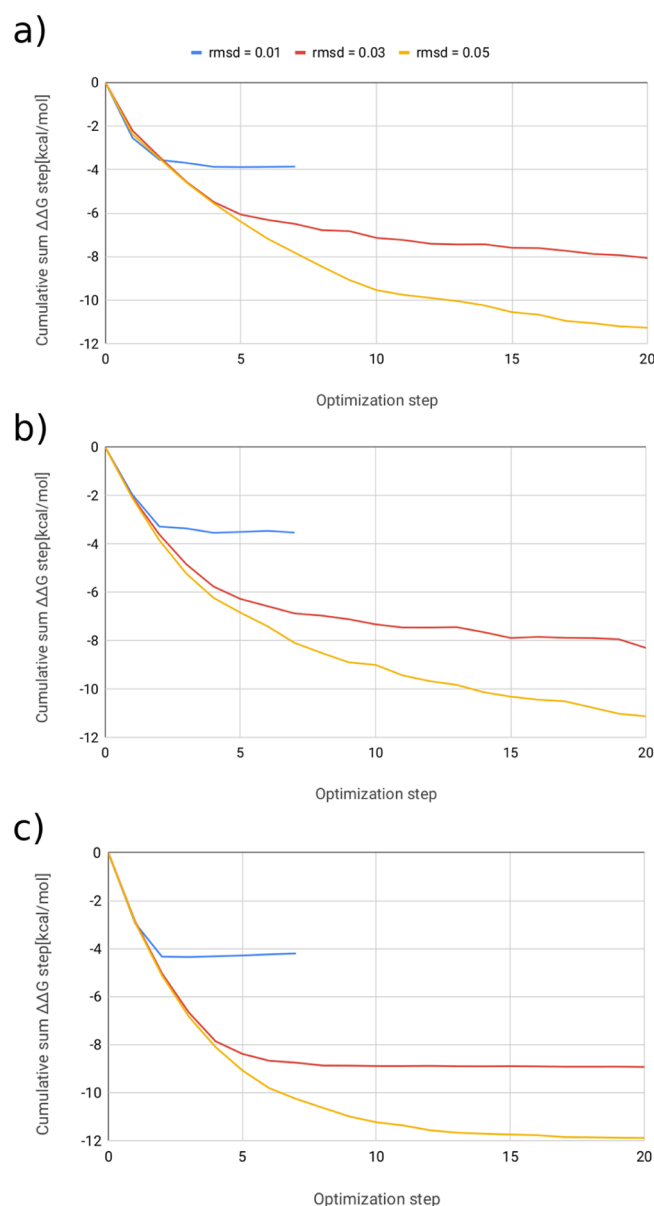 a)
rmsd = 0.01 rmsd = 0.03 rmsd = 0.05
Cumulative sum ΔΔG step[kcal/mol]
0
-2
-4
-6
-8
-10
-12
0 5 10 15 20
Optimization step
b)
Cumulative sum ΔΔG step[kcal/mol]
0
-2
-4
-6
-8
-10
-12
0 5 10 15 20
Optimization step
c)
Cumulative sum ΔΔG step[kcal/mol]
0
-2
-4
-6
-8
-10
-12
0 5 10 15 20
Optimization step